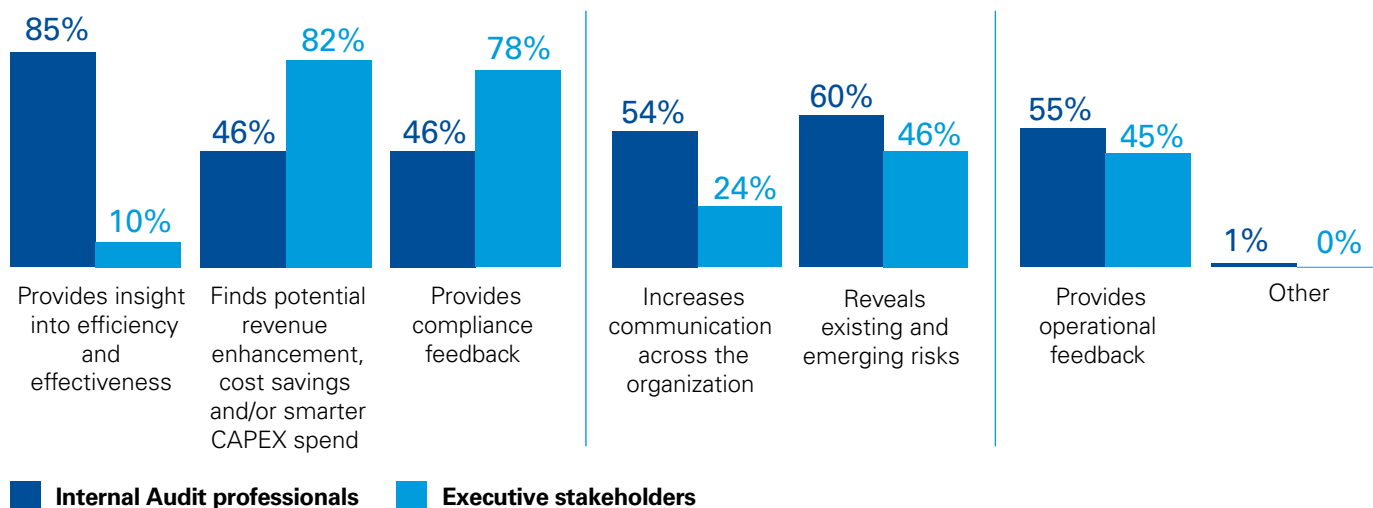 85%
10%
46%
82%
46%
78%
54%
24%
60%
46%
55%
45%
1%
0%
Provides insight
into efficiency
and
effectiveness
Finds potential
revenue
enhancement,
cost savings
and/or smarter
CAPEX spend
Provides
compliance
feedback
Increases
communication
across the
organization
Reveals
existing and
emerging risks
Provides
operational
feedback
Other
Internal Audit professionals
Executive stakeholders